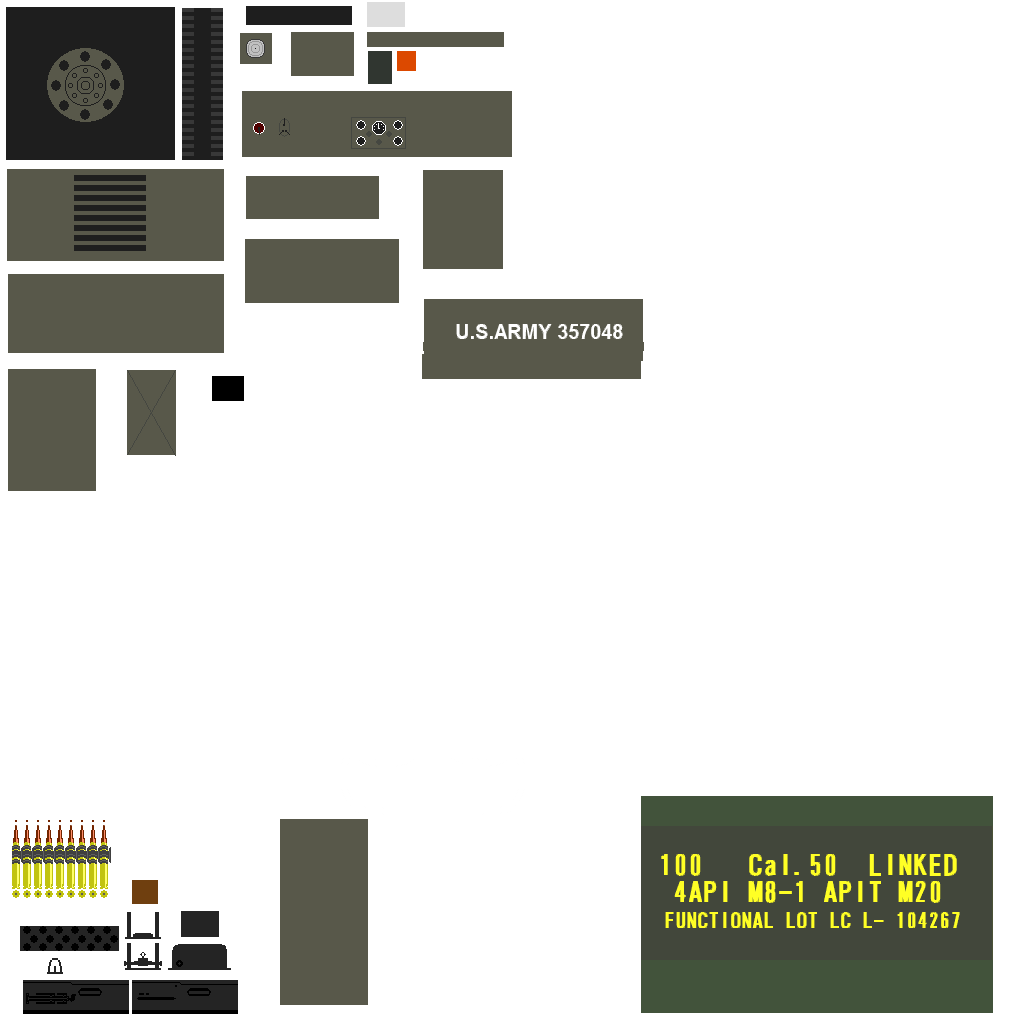 U.S.ARMY 357048
100 Cal.50 LINKED
4API M8-1 APIT M20
FUNCTIONAL LOT LC L- 104267